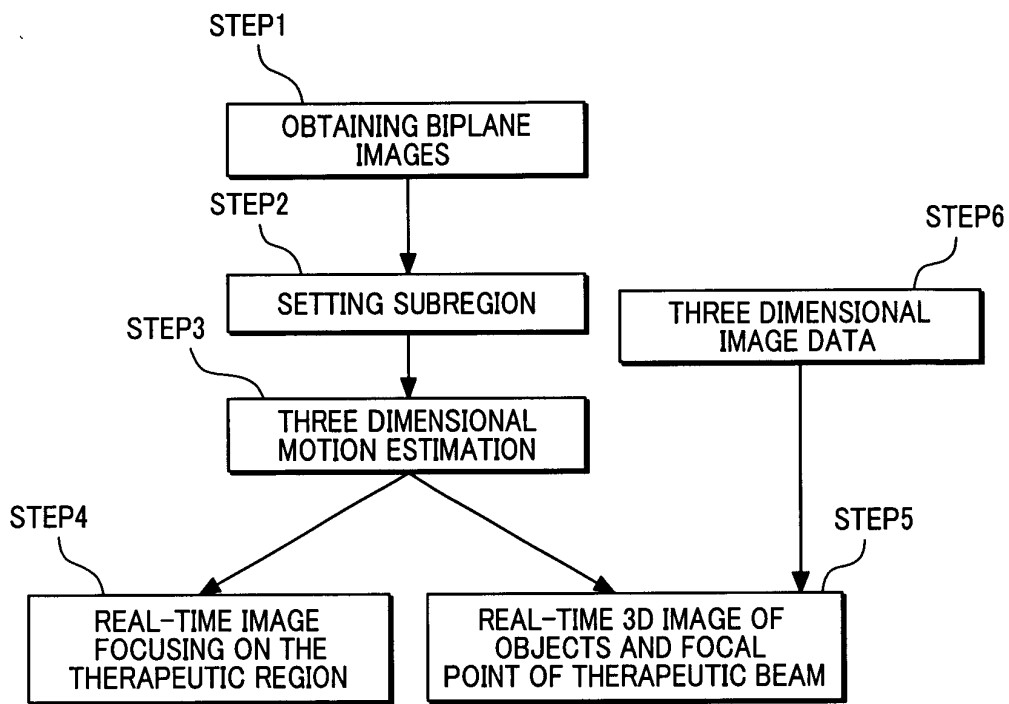 STEP1
OBTAINING BIPLANE
IMAGES
STEP2
SETTING SUBREGION
STEP6
THREE DIMENSIONAL
IMAGE DATA
STEP3
THREE DIMENSIONAL
MOTION ESTIMATION
STEP4
REAL-TIME IMAGE
FOCUSING ON THE
THERAPEUTIC REGION
STEP5
REAL-TIME 3D IMAGE OF
OBJECTS AND FOCAL
POINT OF THERAPEUTIC BEAM